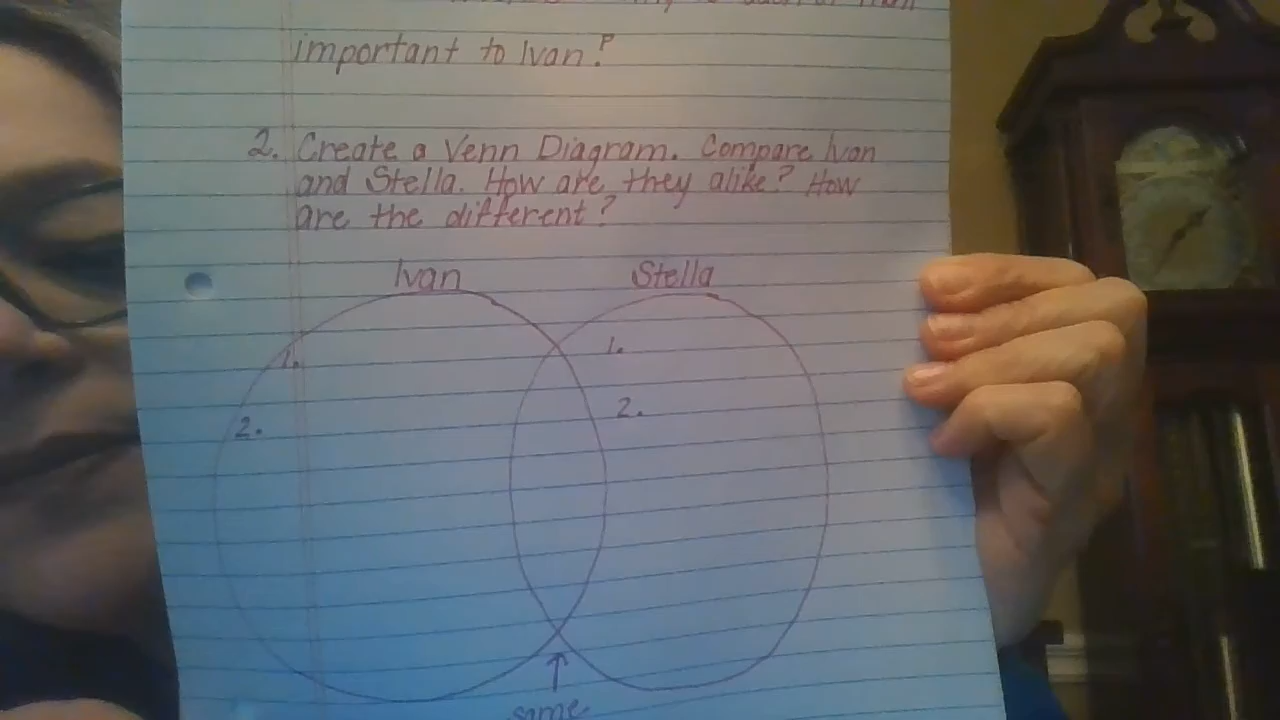 important to Ivan?
2. Create a Venn Diagram. Compare Ivan
and Stella. How are they alike? How
are the different?
Ivan Stella
1. 1.
2. 2.
same